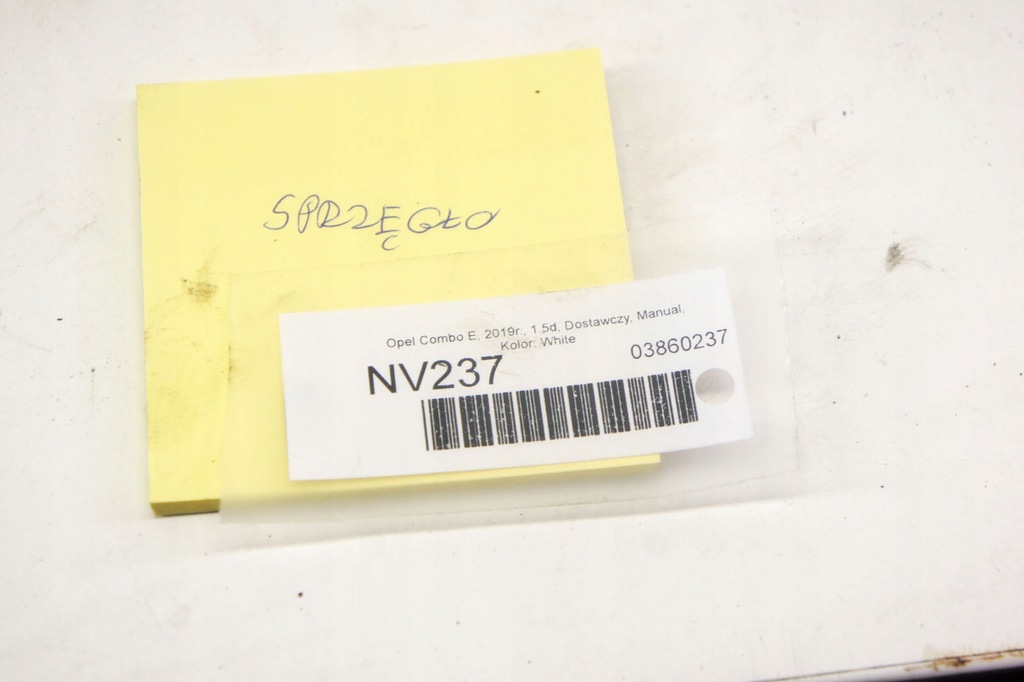 SPRZĘGŁO
Opel Combo E, 2019r., 1.5d, Dostawczy, Manual,
Kolor: White
NV237
03860237